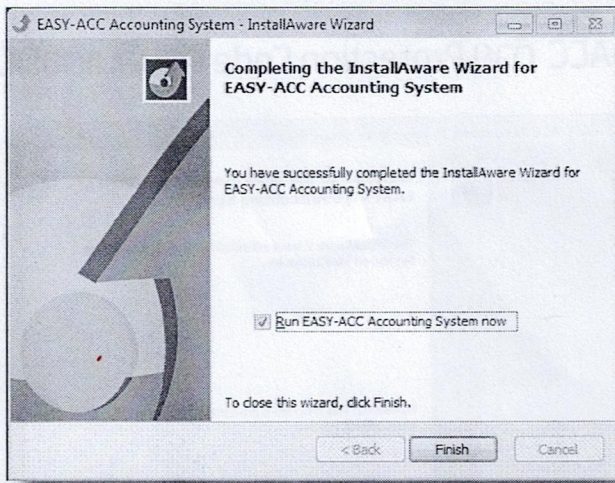 EASY-ACC Accounting System - InstallAware Wizard
Completing the InstallAware Wizard for
EASY-ACC Accounting System
You have successfully completed the InstallAware Wizard for
EASY-ACC Accounting System.
Run EASY-ACC Accounting System now
To close this wizard, click Finish.
< Back
Finish
Cancel